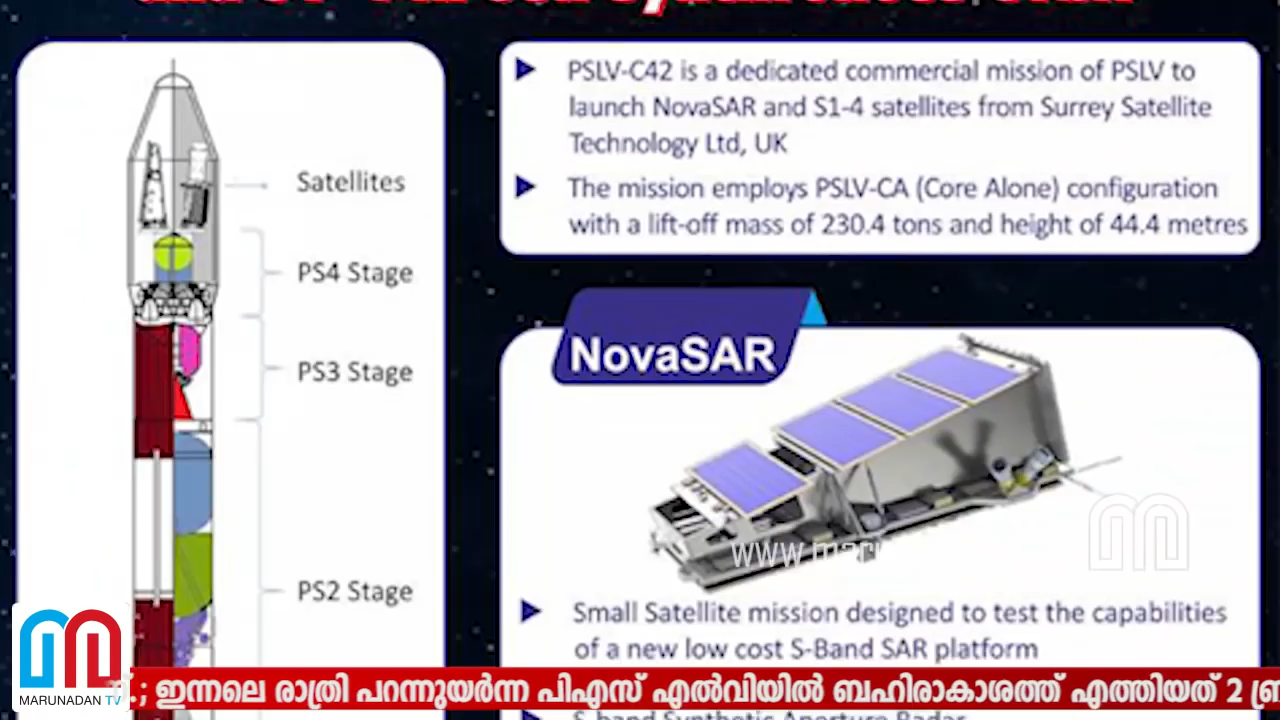 Satellites
PS4 Stage
PS3 Stage
PS2 Stage
PSLV-C42 is a dedicated commercial mission of PSLV to
launch NovaSAR and S1-4 satellites from Surrey Satellite
Technology Ltd, UK
The mission employs PSLV-CA (Core Alone) configuration
with a lift-off mass of 230.4 tons and height of 44.4 metres
NovaSAR
Small Satellite mission designed to test the capabilities
of a new low cost S-Band SAR platform
S-band Synthetic Aperture Radar
MARUNADAN TV
ഇന്നലെ രാത്രി പറന്നുയർന്ന പിഎസ് എൽവിയിൽ ബഹിരാകാശത്ത് എത്തിയത് 2